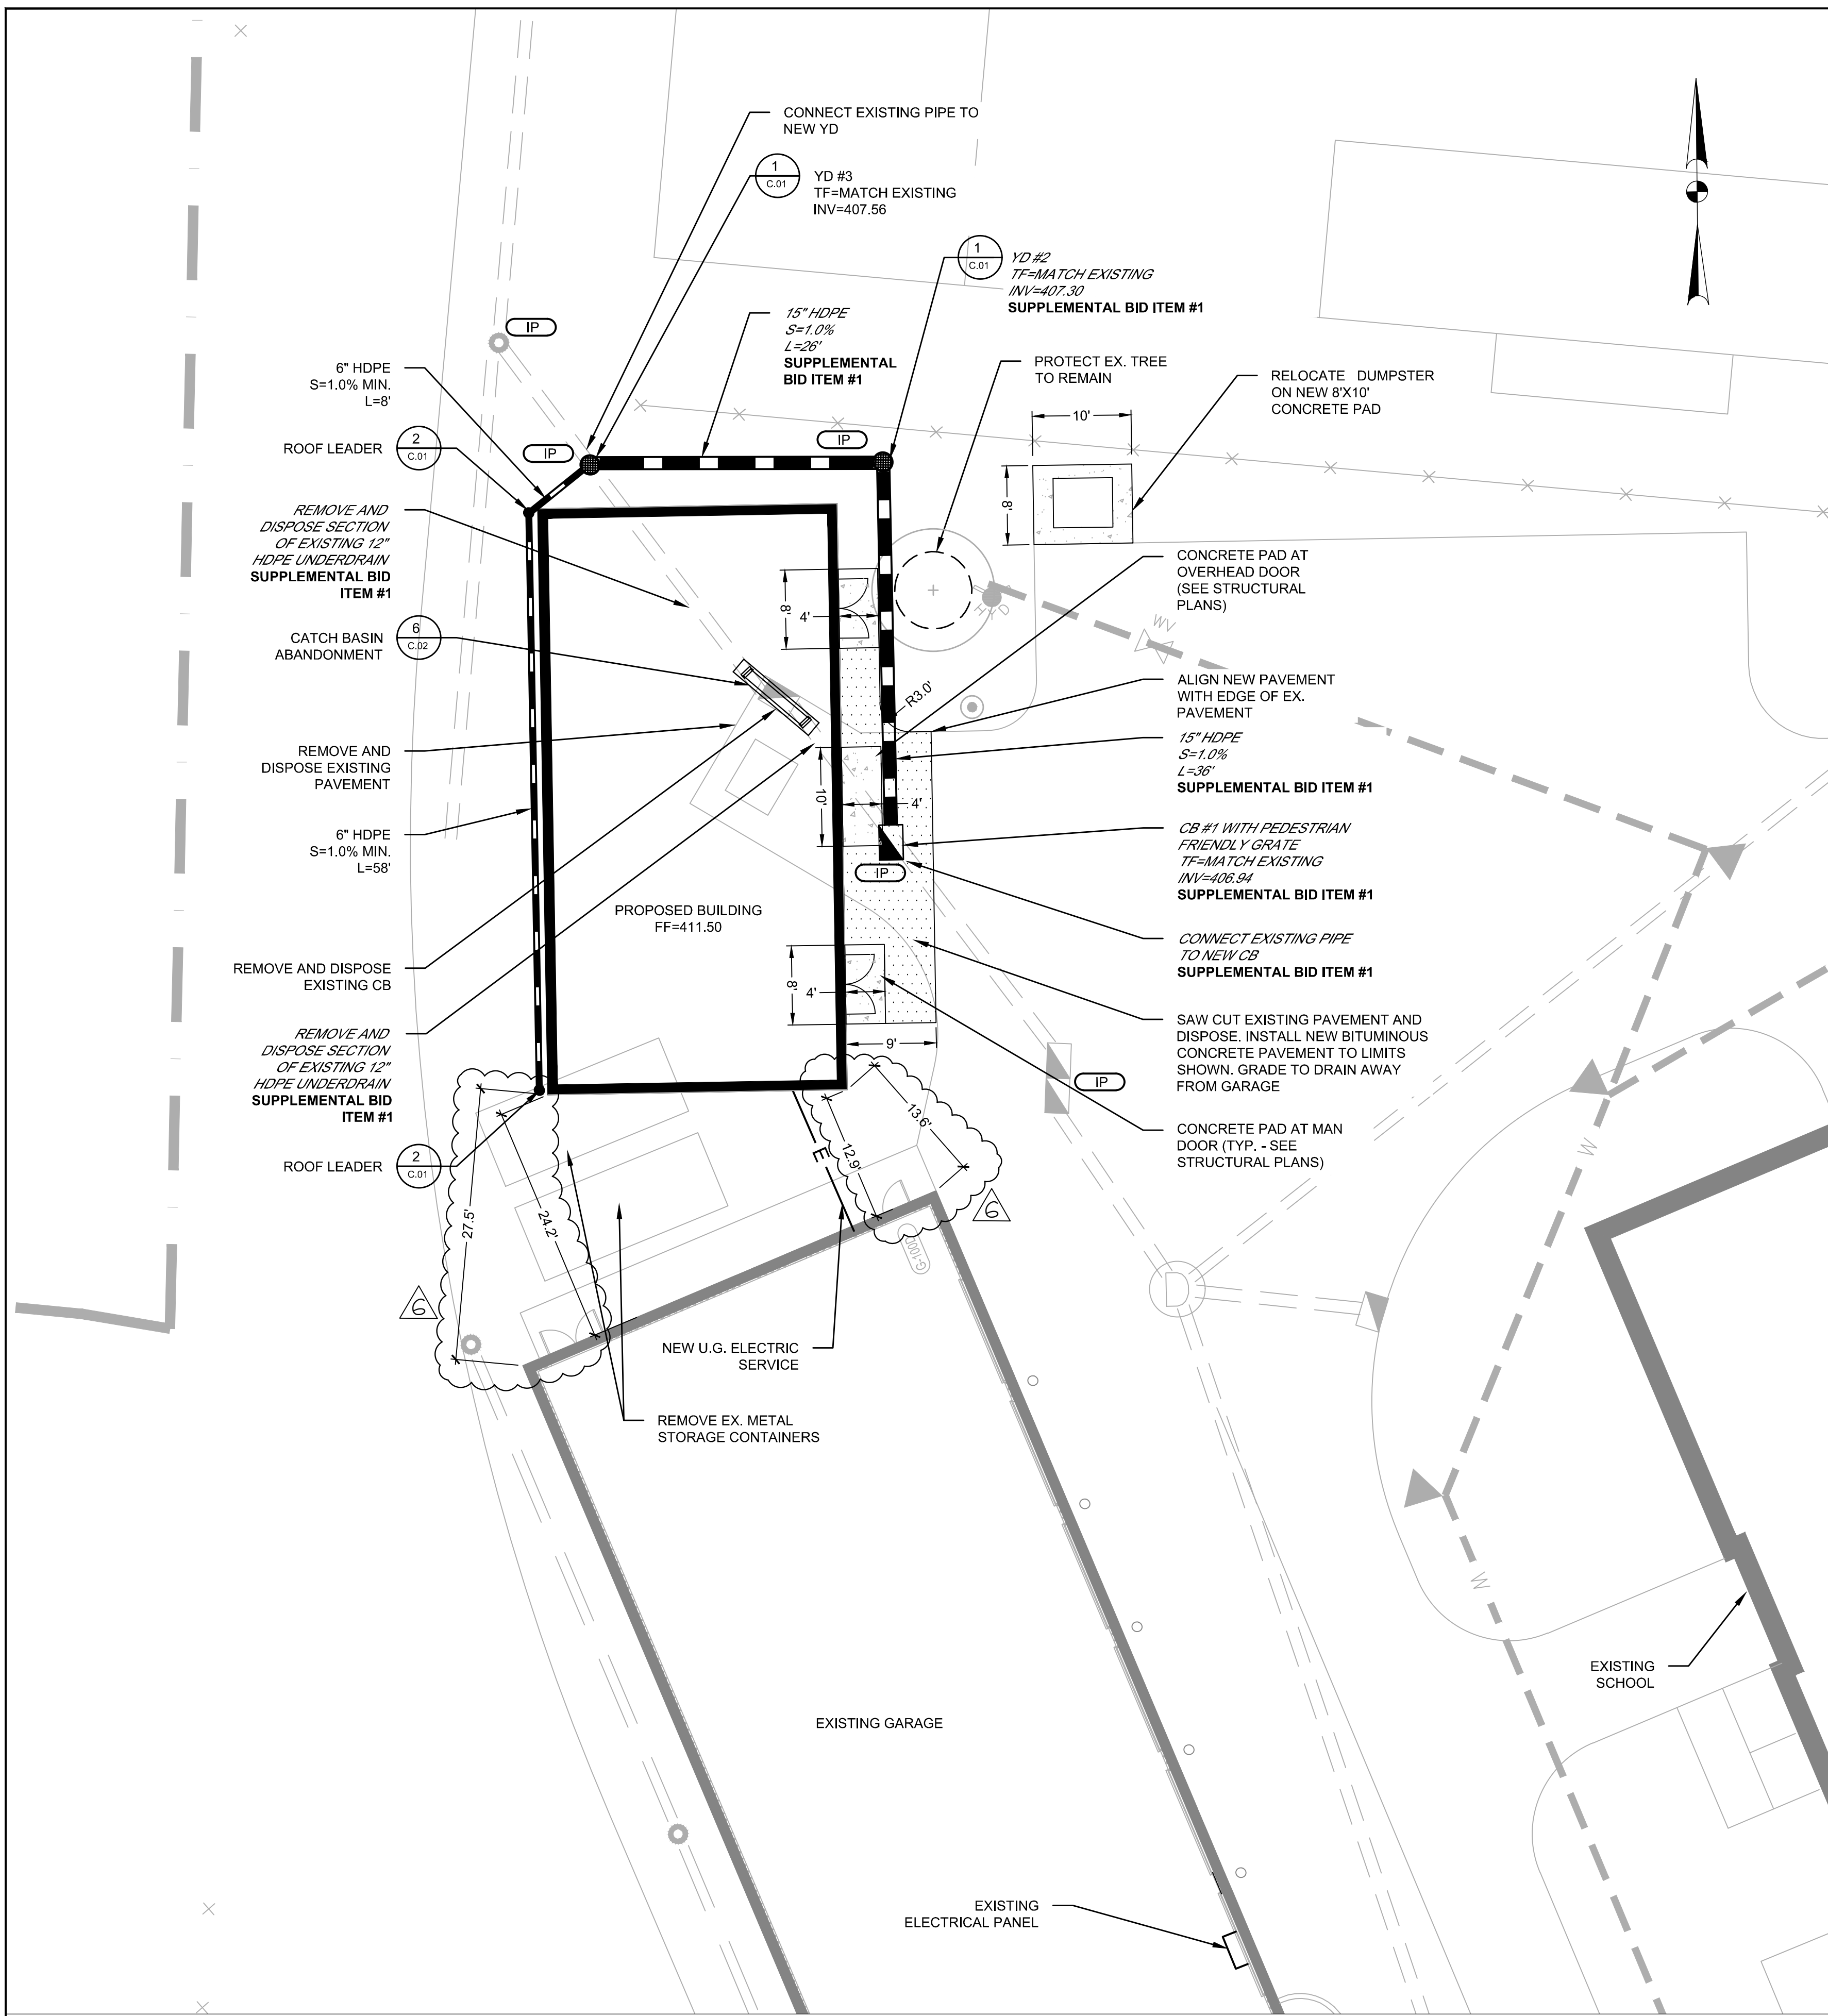 CONNECT EXISTING PIPE TO
NEW YD
1
C.01
YD #3
TF=MATCH EXISTING
INV=407.56
1
C.01
YD #2
TF=MATCH EXISTING
INV=407.30
SUPPLEMENTAL BID ITEM #1
15" HDPE
S=1.0%
L=26'
SUPPLEMENTAL
BID ITEM #1
IP
6" HDPE
S=1.0% MIN.
L=8'
PROTECT EX. TREE
TO REMAIN
RELOCATE DUMPSTER
ON NEW 8'X10'
CONCRETE PAD
10'
8'
ROOF LEADER
2
C.01
IP
IP
REMOVE AND
DISPOSE SECTION
OF EXISTING 12"
HDPE UNDERDRAIN
SUPPLEMENTAL BID
ITEM #1
CONCRETE PAD AT
OVERHEAD DOOR
(SEE STRUCTURAL
PLANS)
8'
4'
HYD
WV
CATCH BASIN
ABANDONMENT
6
C.02
R3.0'
ALIGN NEW PAVEMENT
WITH EDGE OF EX.
PAVEMENT
REMOVE AND
DISPOSE EXISTING
PAVEMENT
15" HDPE
S=1.0%
L=36'
SUPPLEMENTAL BID ITEM #1
10'
4'
6" HDPE
S=1.0% MIN.
L=58'
CB #1 WITH PEDESTRIAN
FRIENDLY GRATE
TF=MATCH EXISTING
INV=406.94
SUPPLEMENTAL BID ITEM #1
IP
PROPOSED BUILDING
FF=411.50
CONNECT EXISTING PIPE
TO NEW CB
SUPPLEMENTAL BID ITEM #1
REMOVE AND DISPOSE
EXISTING CB
8'
4'
9'
SAW CUT EXISTING PAVEMENT AND
DISPOSE. INSTALL NEW BITUMINOUS
CONCRETE PAVEMENT TO LIMITS
SHOWN. GRADE TO DRAIN AWAY
FROM GARAGE
REMOVE AND
DISPOSE SECTION
OF EXISTING 12"
HDPE UNDERDRAIN
SUPPLEMENTAL BID
ITEM #1
IP
CONCRETE PAD AT MAN
DOOR (TYP. - SEE
STRUCTURAL PLANS)
ROOF LEADER
2
C.01
27.5'
24.2'
12.9'
13.6'
E
6
6
G-100D
W
D
NEW U.G. ELECTRIC
SERVICE
REMOVE EX. METAL
STORAGE CONTAINERS
W
EXISTING
SCHOOL
EXISTING GARAGE
EXISTING
ELECTRICAL PANEL